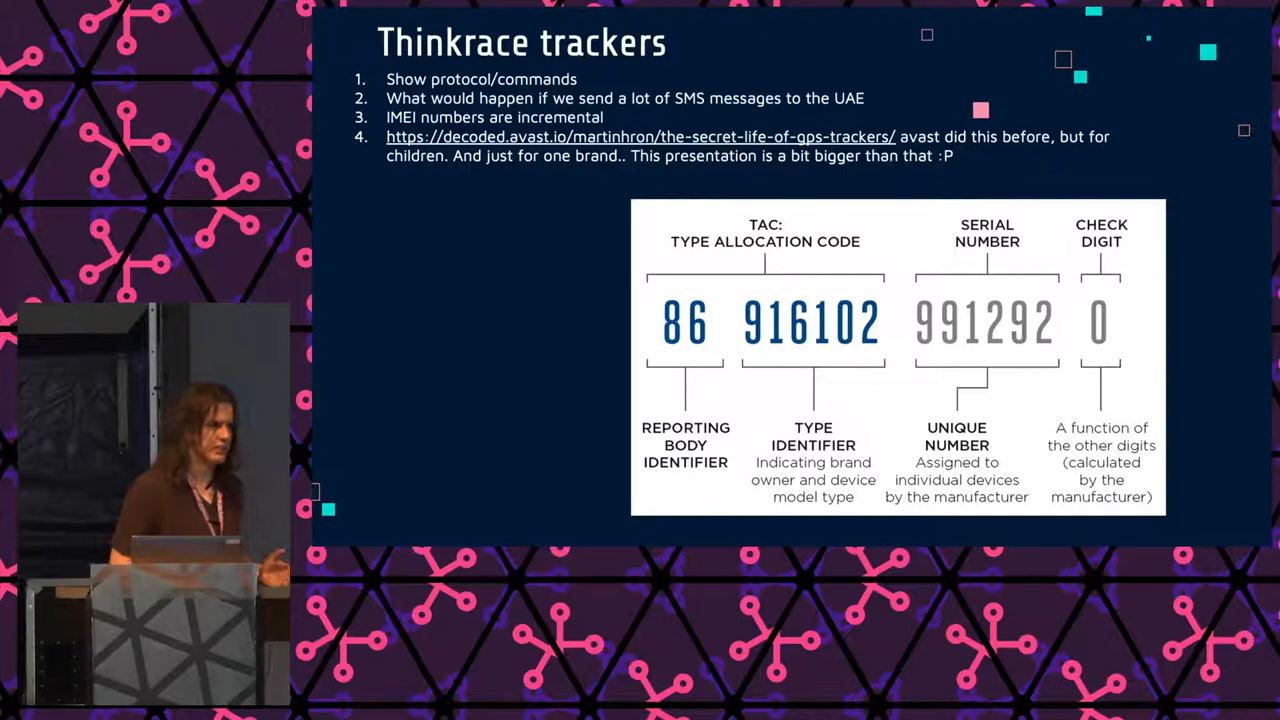 Thinkrace trackers
1. Show protocol/commands
2. What would happen if we send a lot of SMS messages to the UAE
3. IMEI numbers are incremental
4. https://decoded.avast.io/martinhron/the-secret-life-of-gps-trackers/ avast did this before, but for
children. And just for one brand.. This presentation is a bit bigger than that :P
TAC:
TYPE ALLOCATION CODE
SERIAL
NUMBER
CHECK
DIGIT
86 916102 991292 0
REPORTING
BODY
IDENTIFIER
TYPE
IDENTIFIER
Indicating brand
owner and device
model type
UNIQUE
NUMBER
Assigned to
individual devices
by the manufacturer
A function of
the other digits
(calculated
by the
manufacturer)